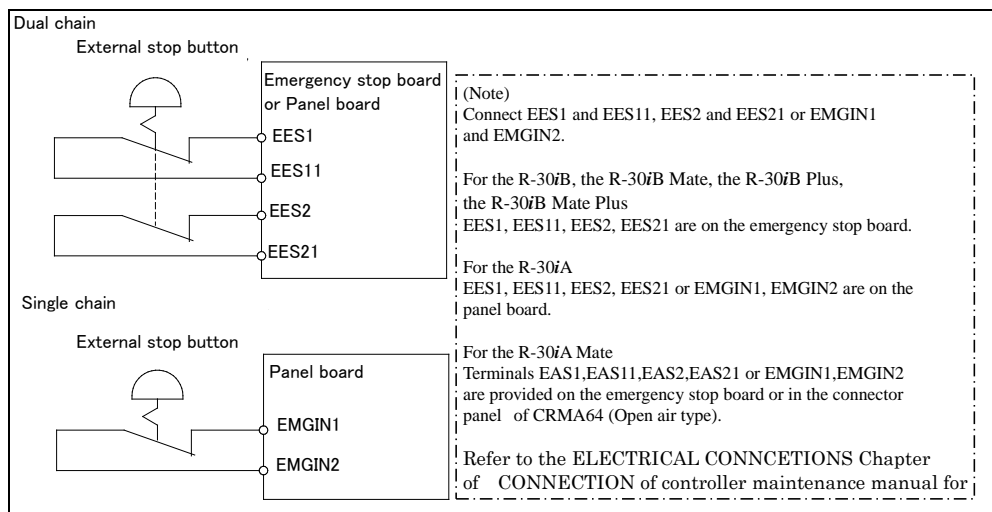 Dual chain
External stop button
Emergency stop board
or Panel board
EES1
EES11
EES2
EES21
Single chain
External stop button
Panel board
EMGIN1
EMGIN2
(Note)
Connect EES1 and EES11, EES2 and EES21 or EMGIN1
and EMGIN2.
For the R-30iB, the R-30iB Mate, the R-30iB Plus,
the R-30iB Mate Plus
EES1, EES11, EES2, EES21 are on the emergency stop board.
For the R-30iA
EES1, EES11, EES2, EES21 or EMGIN1, EMGIN2 are on the
panel board.
For the R-30iA Mate
Terminals EAS1,EAS11,EAS2,EAS21 or EMGIN1,EMGIN2
are provided on the emergency stop board or in the connector
panel of CRMA64 (Open air type).
Refer to the ELECTRICAL CONNCETIONS Chapter
of CONNECTION of controller maintenance manual for